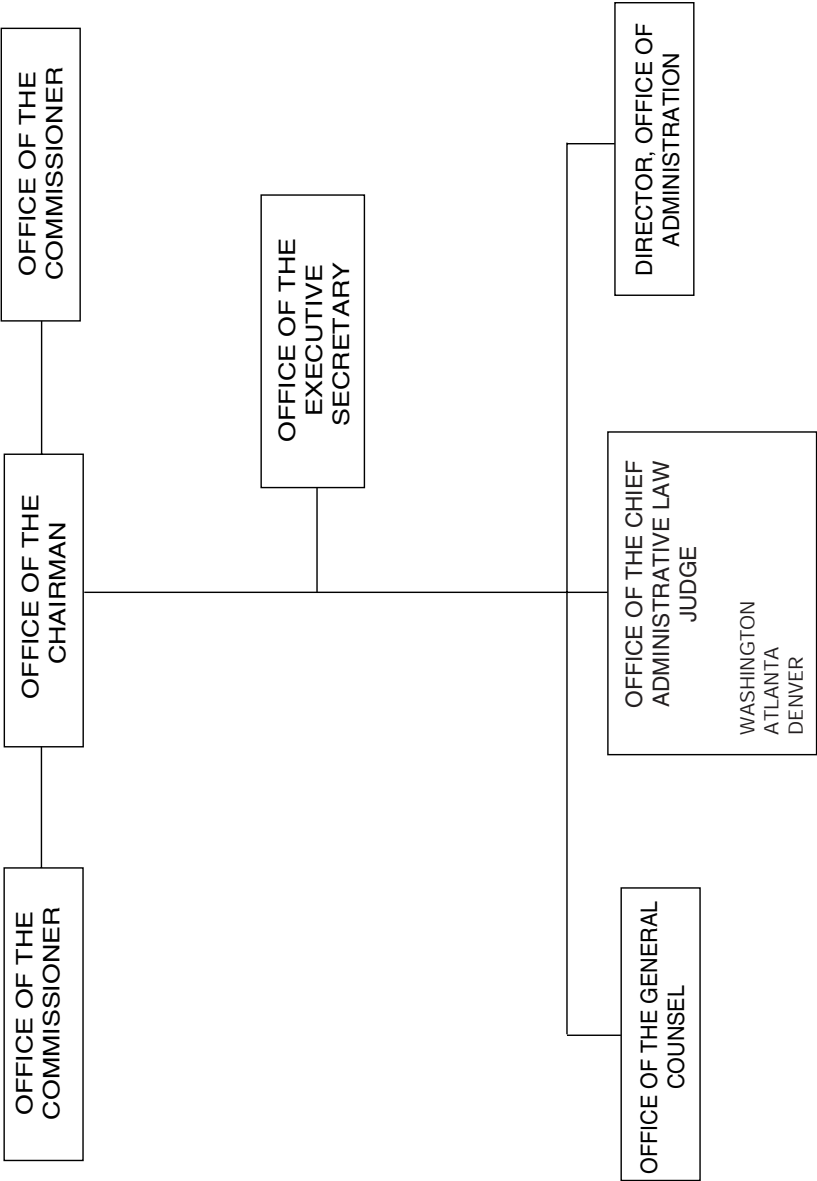 OFFICE OF THE
COMMISSIONER
OFFICE OF THE
CHAIRMAN
OFFICE OF THE
COMMISSIONER
OFFICE OF THE
EXECUTIVE
SECRETARY
OFFICE OF THE GENERAL
COUNSEL
OFFICE OF THE CHIEF
ADMINISTRATIVE LAW
JUDGE
WASHINGTON
ATLANTA
DENVER
DIRECTOR, OFFICE OF
ADMINISTRATION